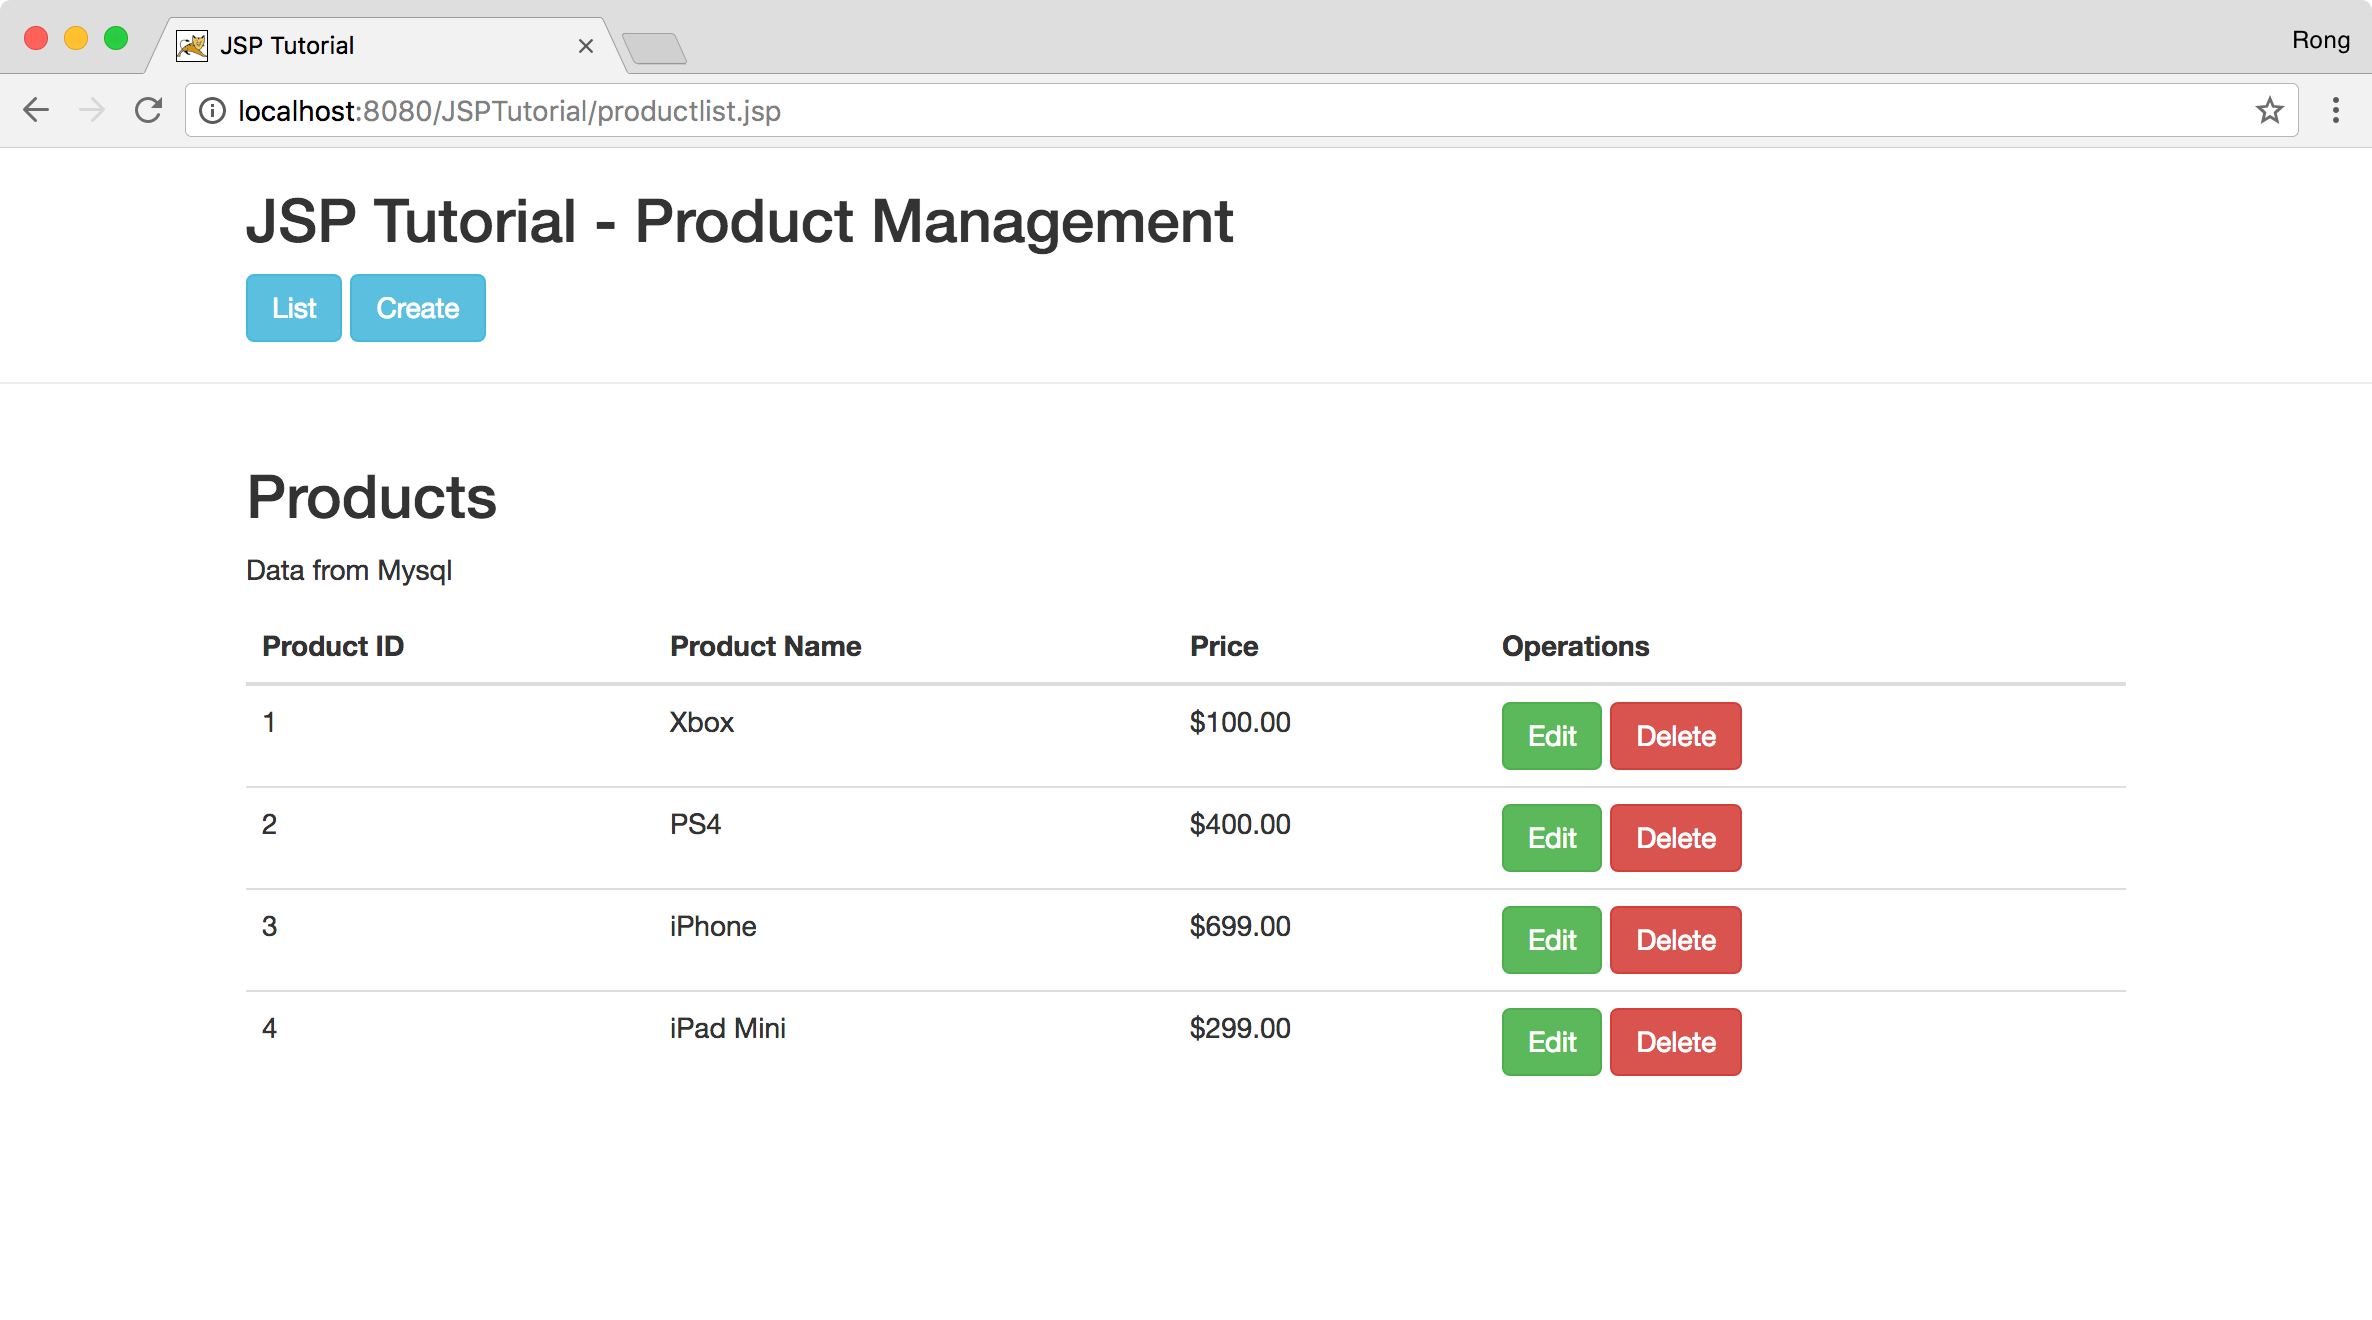 JSP Tutorial
Rong
localhost:8080/JSPTutorial/productlist.jsp
JSP Tutorial - Product Management
List Create
Products
Data from Mysql
Product ID Product Name Price Operations
1 Xbox $100.00 Edit Delete
2 PS4 $400.00 Edit Delete
3 iPhone $699.00 Edit Delete
4 iPad Mini $299.00 Edit Delete